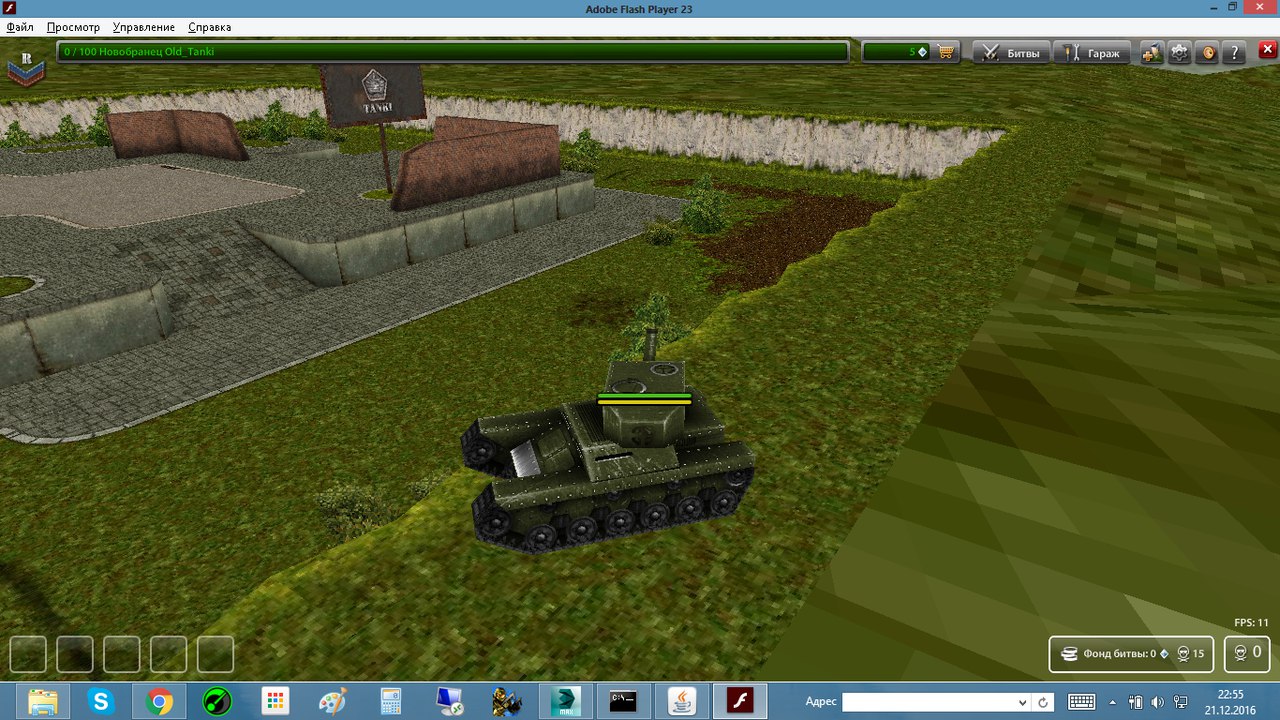 Adobe Flash Player 23
Файл Просмотр Управление Справка
R
0 / 100 Новобранец Old_Tanki
5
Битвы
Гараж
?
TANKI
FPS: 11
Фонд битвы: 0
15
0
MAX
C:\
Адрес
22:55
21.12.2016